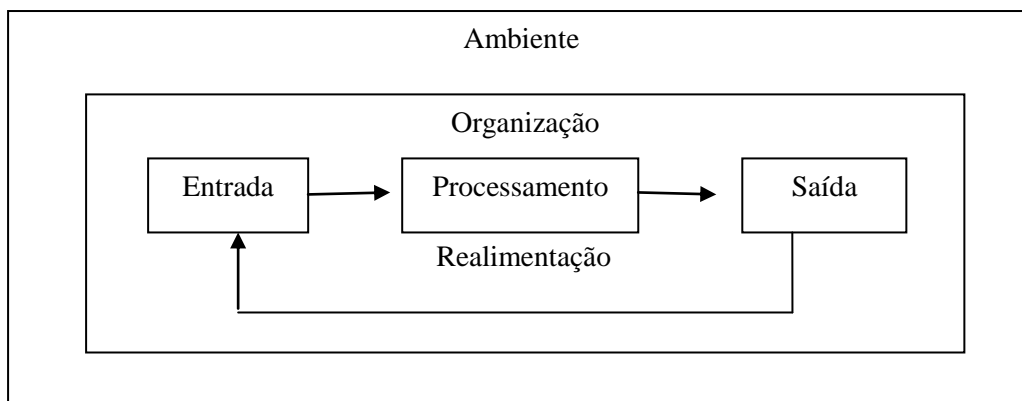 Ambiente
Organização
Entrada
Processamento
Saída
Realimentação